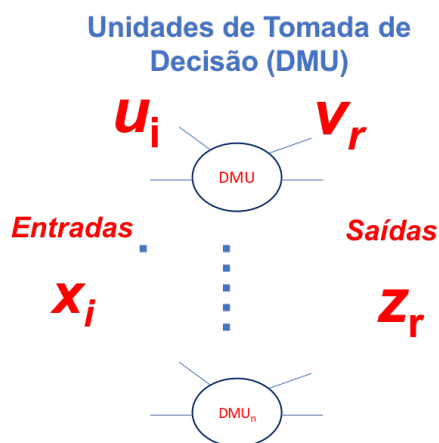 Unidades de Tomada de
Decisão (DMU)
uᵢ vᵣ
DMU
Entradas Saídas
xᵢ zᵣ
DMUₙ